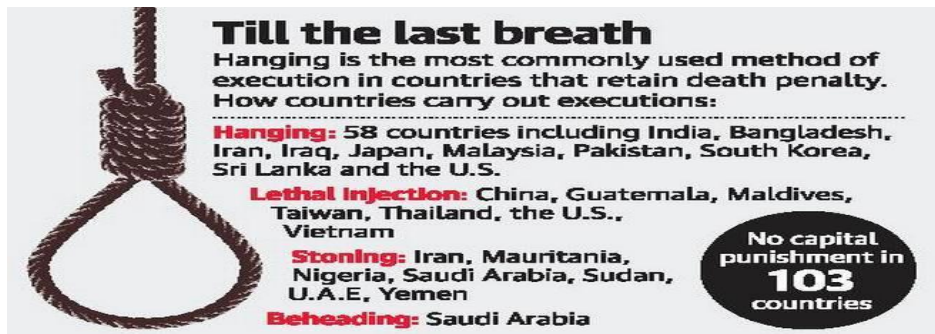 Till the last breath
Hanging is the most commonly used method of
execution in countries that retain death penalty.
How countries carry out executions:
Hanging: 58 countries including India, Bangladesh,
Iran, Iraq, Japan, Malaysia, Pakistan, South Korea,
Sri Lanka and the U.S.
Lethal Injection: China, Guatemala, Maldives,
Taiwan, Thailand, the U.S.,
Vietnam
Stoning: Iran, Mauritania,
Nigeria, Saudi Arabia, Sudan,
U.A.E, Yemen
Beheading: Saudi Arabia
No capital
punishment in
103
countries